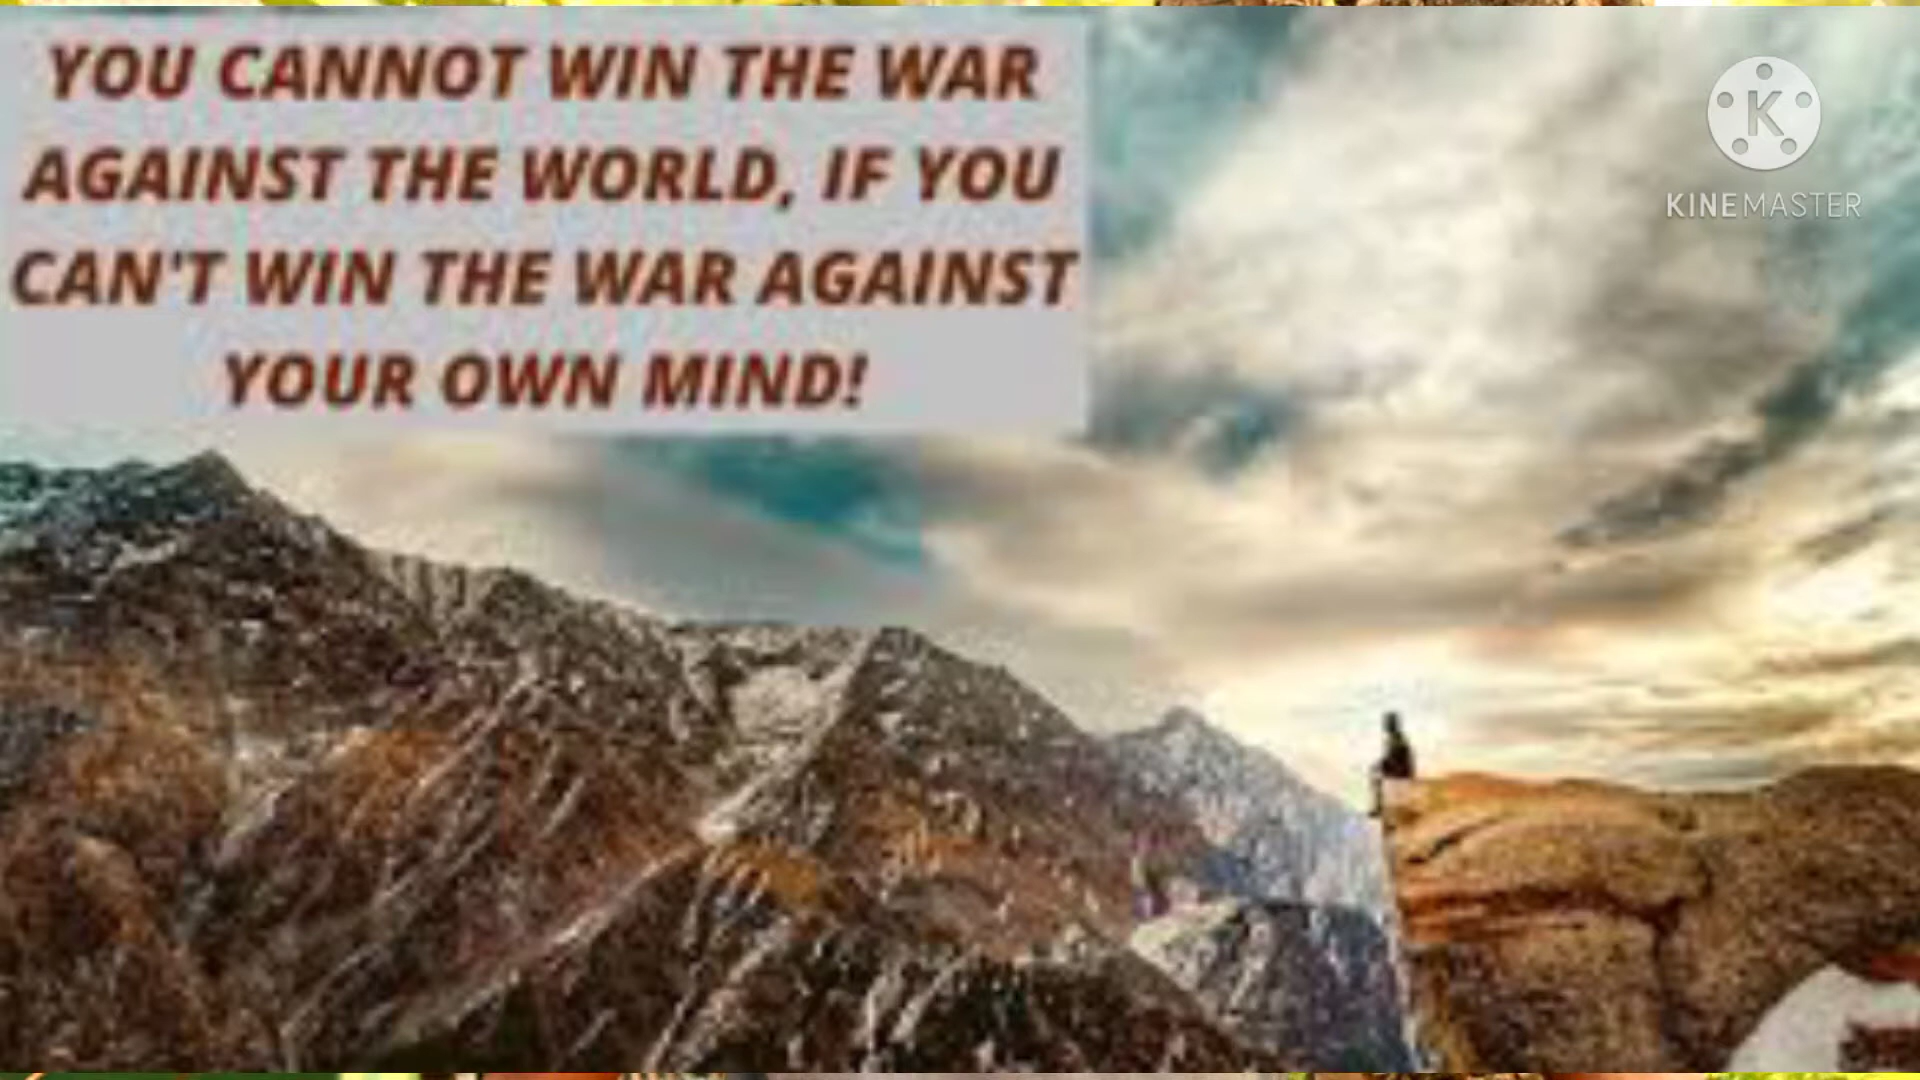 YOU CANNOT WIN THE WAR
AGAINST THE WORLD, IF YOU
CAN'T WIN THE WAR AGAINST
YOUR OWN MIND!
K
KINEMASTER